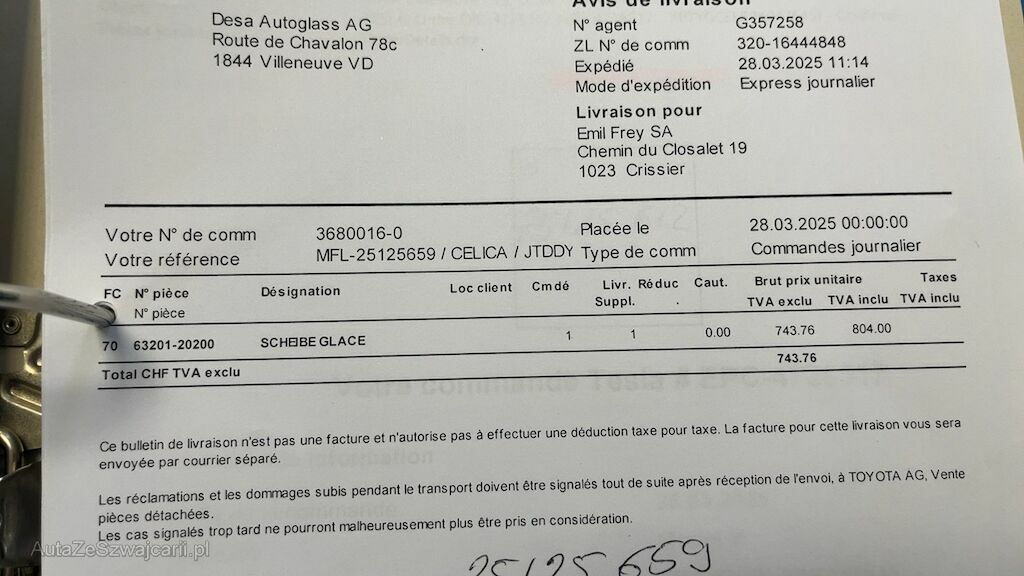 Avis de livraison
Desa Autoglass AG
Route de Chavalon 78c
1844 Villeneuve VD
N° agent G357258
ZL N° de comm 320-16444848
Expédié 28.03.2025 11:14
Mode d'expédition Express journalier
Livraison pour
Emil Frey SA
Chemin du Closalet 19
1023 Crissier
Votre N° de comm 3680016-0 Placée le 28.03.2025 00:00:00
Votre référence MFL-25125659 / CELICA / JTDDY Type de comm Commandes journalier
FC N° pièce Désignation Loc client Cmdé Livr. Réduc Caut. Brut prix unitaire Taxes
N° pièce Suppl. . TVA exclu TVA inclu TVA inclu
70 63201-20200 SCHEIBE GLACE 1 1 0.00 743.76 804.00
Total CHF TVA exclu 743.76
Ce bulletin de livraison n'est pas une facture et n'autorise pas à effectuer une déduction taxe pour taxe. La facture pour cette livraison vous sera
envoyée par courrier séparé.
Les réclamations et les dommages subis pendant le transport doivent être signalés tout de suite après réception de l'envoi, à TOYOTA AG, Vente
pièces détachées.
Les cas signalés trop tard ne pourront malheureusement plus être pris en considération.
25125659
AutaZeSzwajcarii.pl